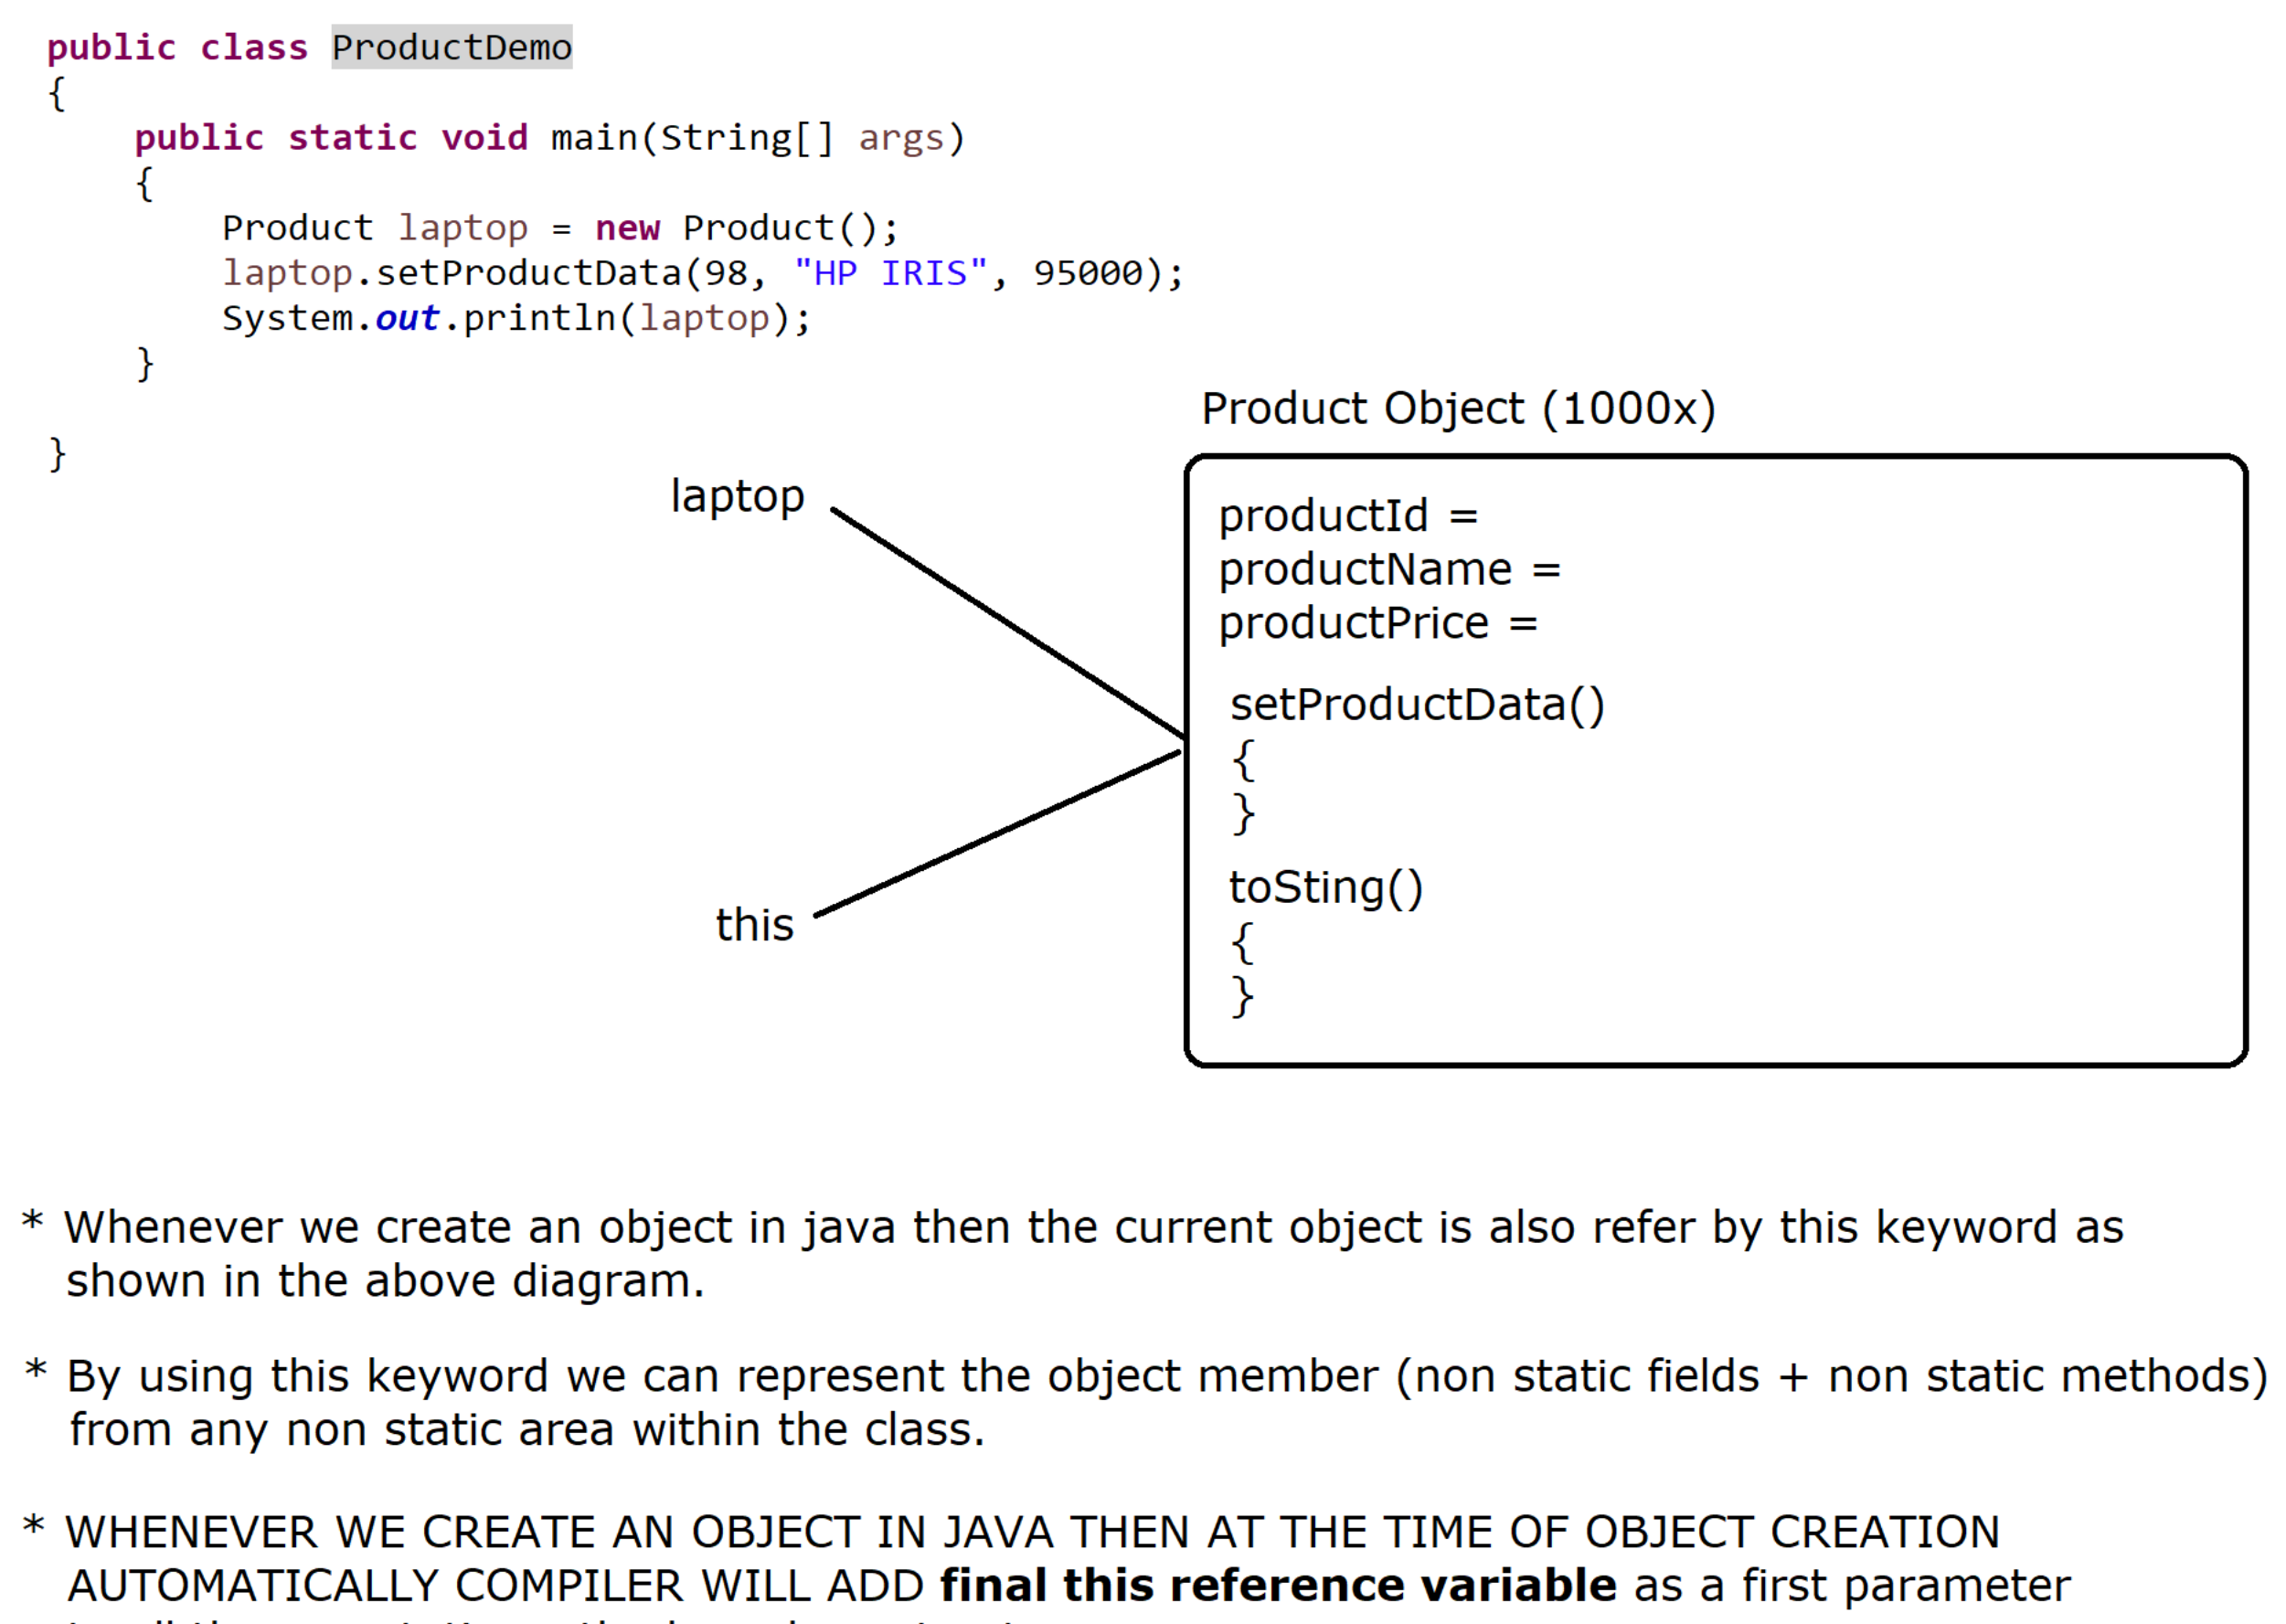 public class ProductDemo
{
public static void main(String[] args)
{
Product laptop = new Product();
laptop.setProductData(98, "HP IRIS", 95000);
System.out.println(laptop);
}
}
Product Object (1000x)
laptop
this
productId =
productName =
productPrice =
setProductData()
{
}
toSting()
{
}
* Whenever we create an object in java then the current object is also refer by this keyword as
shown in the above diagram.
* By using this keyword we can represent the object member (non static fields + non static methods)
from any non static area within the class.
* WHENEVER WE CREATE AN OBJECT IN JAVA THEN AT THE TIME OF OBJECT CREATION
AUTOMATICALLY COMPILER WILL ADD final this reference variable as a first parameter